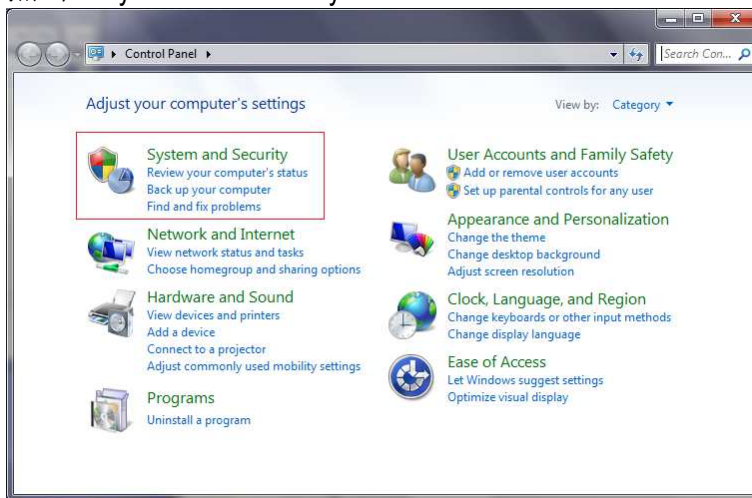 Control Panel
Search Con...
Adjust your computer's settings
View by: Category
System and Security
Review your computer's status
Back up your computer
Find and fix problems
Network and Internet
View network status and tasks
Choose homegroup and sharing options
Hardware and Sound
View devices and printers
Add a device
Connect to a projector
Adjust commonly used mobility settings
Programs
Uninstall a program
User Accounts and Family Safety
Add or remove user accounts
Set up parental controls for any user
Appearance and Personalization
Change the theme
Change desktop background
Adjust screen resolution
Clock, Language, and Region
Change keyboards or other input methods
Change display language
Ease of Access
Let Windows suggest settings
Optimize visual display